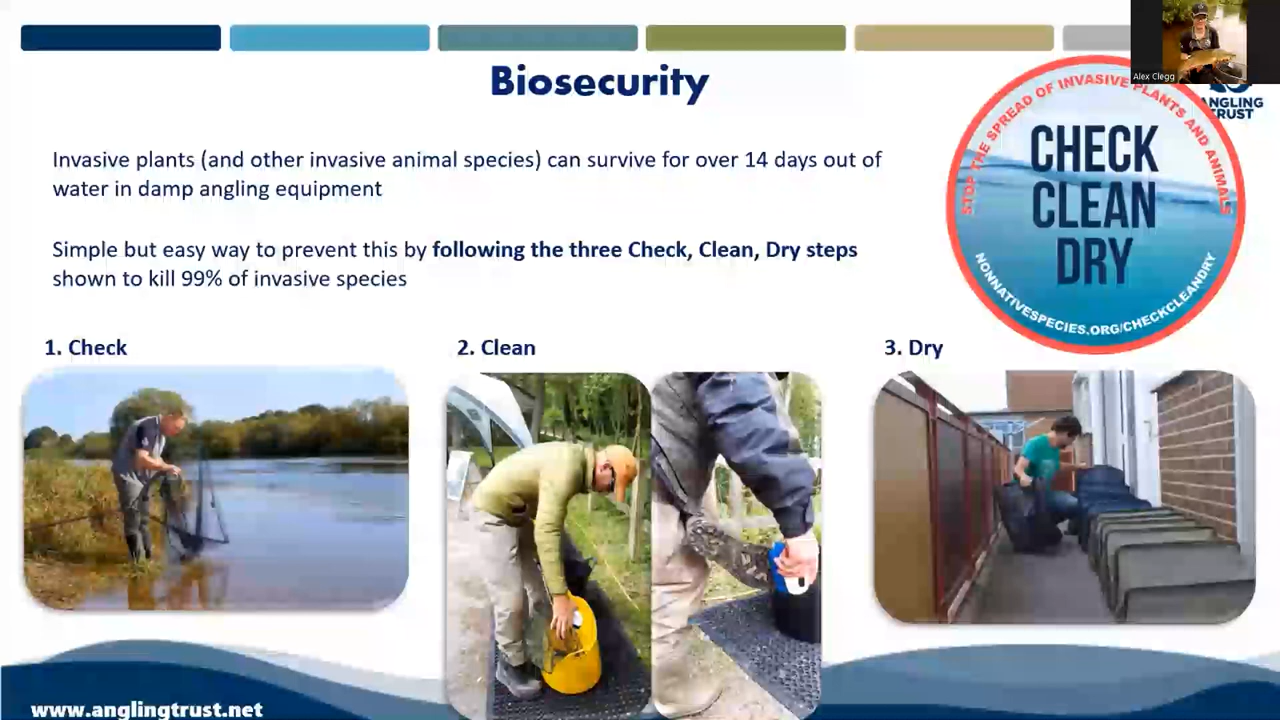 Alex Clegg
Biosecurity
ANGLING
TRUST
STOP THE SPREAD OF INVASIVE PLANTS AND ANIMALS
CHECK
CLEAN
DRY
NONNATIVESPECIES.ORG/CHECKCLEANDRY
Invasive plants (and other invasive animal species) can survive for over 14 days out of
water in damp angling equipment
Simple but easy way to prevent this by following the three Check, Clean, Dry steps
shown to kill 99% of invasive species
1. Check
2. Clean
3. Dry
www.anglingtrust.net